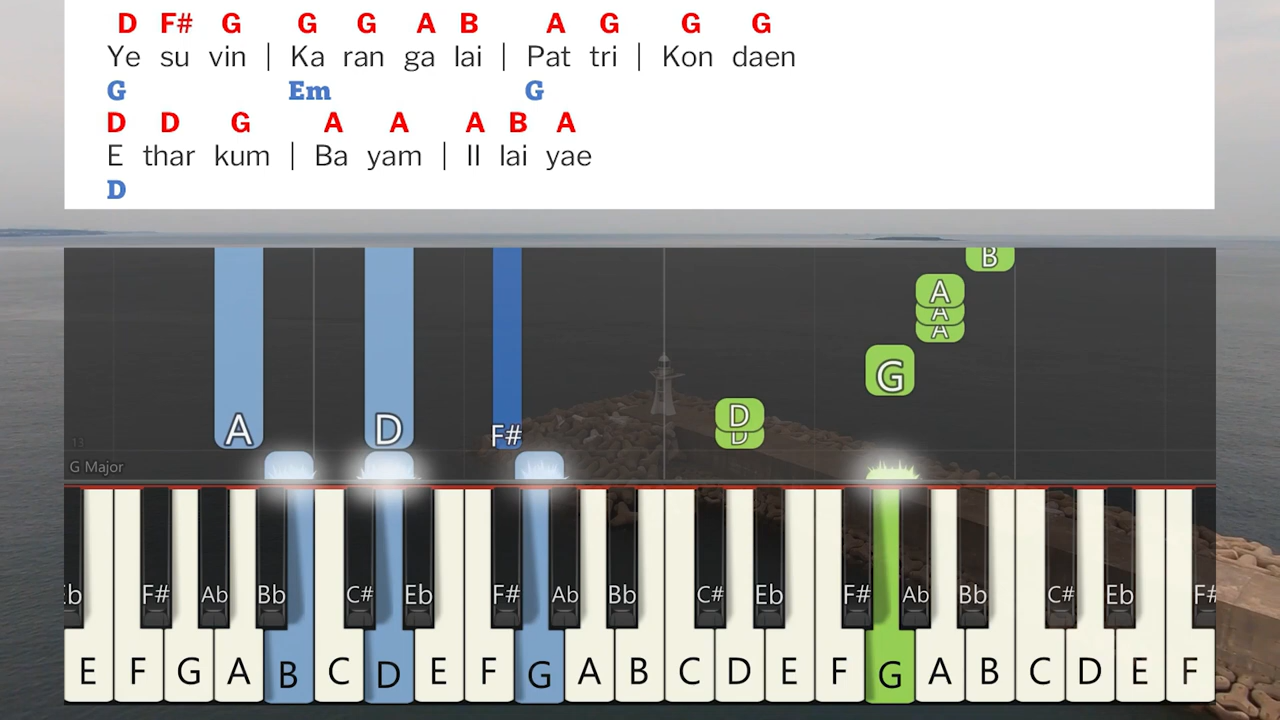 D F# G G G A B A G G G
Ye su vin | Ka ran ga lai | Pat tri | Kon daen
G Em G
D D G A A A B A
E thar kum | Ba yam | Il lai yae
D
B
A
A
A
G
D
D
A D F#
13
G Major
Eb F# Ab Bb C# Eb F# Ab Bb C# Eb F# Ab Bb C# Eb F#
E F G A B C D E F G A B C D E F G A B C D E F